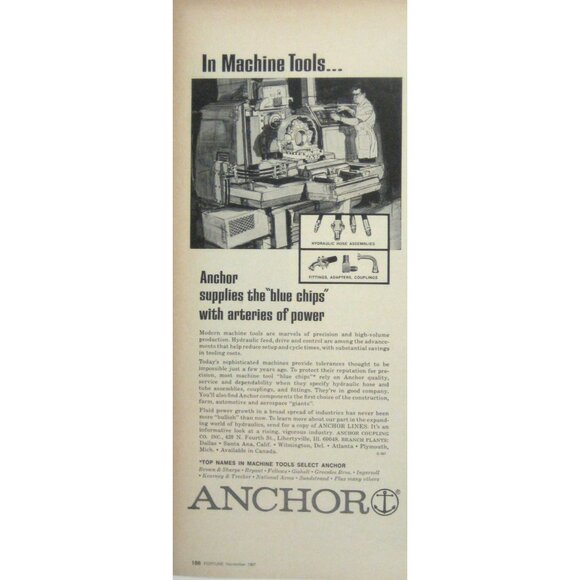 In Machine Tools...
HYDRAULIC HOSE ASSEMBLIES
FITTINGS, ADAPTERS, COUPLINGS
Anchor
supplies the "blue chips"
with arteries of power
Modern machine tools are marvels of precision and high-volume
production. Hydraulic feed, drive and control are among the advance-
ments that help reduce setup and cycle times, with substantial savings
in tooling costs.
Today's sophisticated machines provide tolerances thought to be
impossible just a few years ago. To protect their reputation for pre-
cision, most machine tool "blue chips"* rely on Anchor quality,
service and dependability when they specify hydraulic hose and
tube assemblies, couplings, and fittings. They're in good company.
You'll also find Anchor components the first choice of the construction,
farm, automotive and aerospace "giants".
Fluid power growth in a broad spread of industries has never been
more "bullish" than now. To learn more about our part in the expand-
ing world of hydraulics, send for a copy of ANCHOR LINES. It's an
informative look at a rising, vigorous industry. ANCHOR COUPLING
CO. INC., 439 N. Fourth St., Libertyville, Ill. 60048. BRANCH PLANTS:
Dallas • Santa Ana, Calif. • Wilmington, Del. • Atlanta • Plymouth,
Mich. • Available in Canada.
*TOP NAMES IN MACHINE TOOLS SELECT ANCHOR
Brown & Sharpe • Bryant • Fellows • Gisholt • Greenlee Bros. • Ingersoll
• Kearney & Trecker • National Acme • Sundstrand • Plus many others
ANCHOR ®
186 FORTUNE November 1967